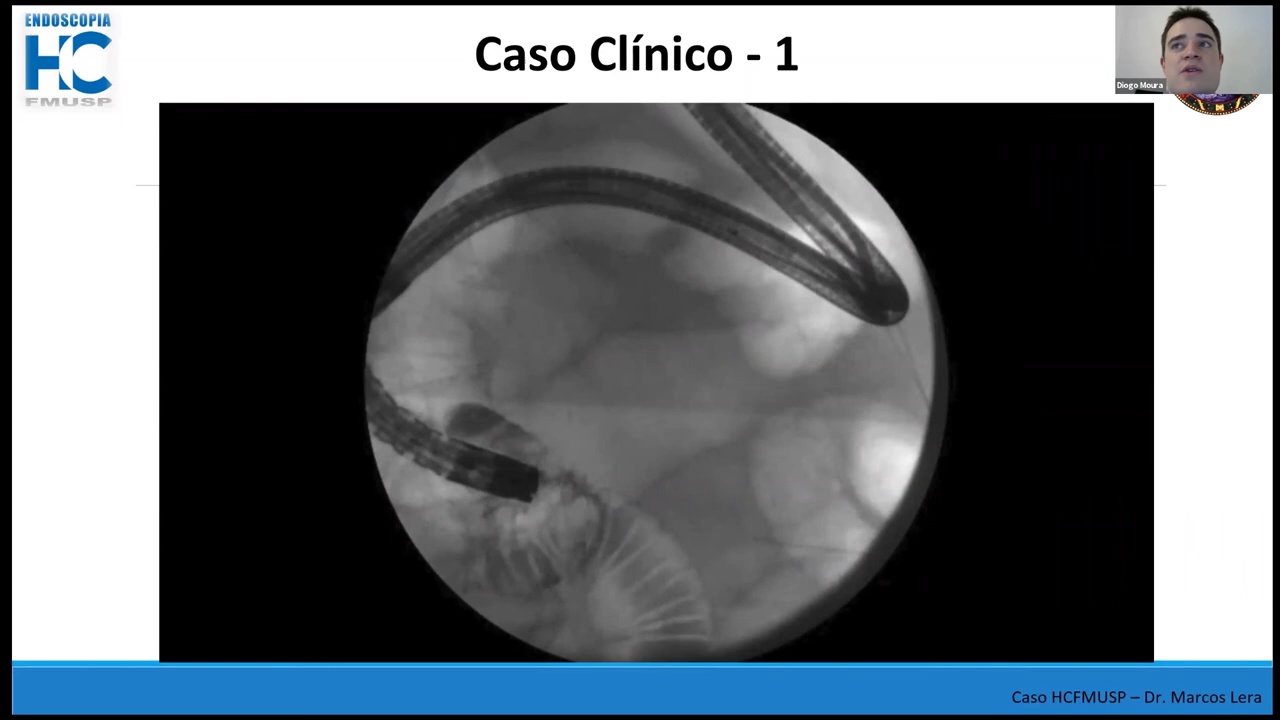 ENDOSCOPIA
HC
FMUSP
Caso Clínico - 1
Diogo Moura
Caso HCFMUSP – Dr. Marcos Lera